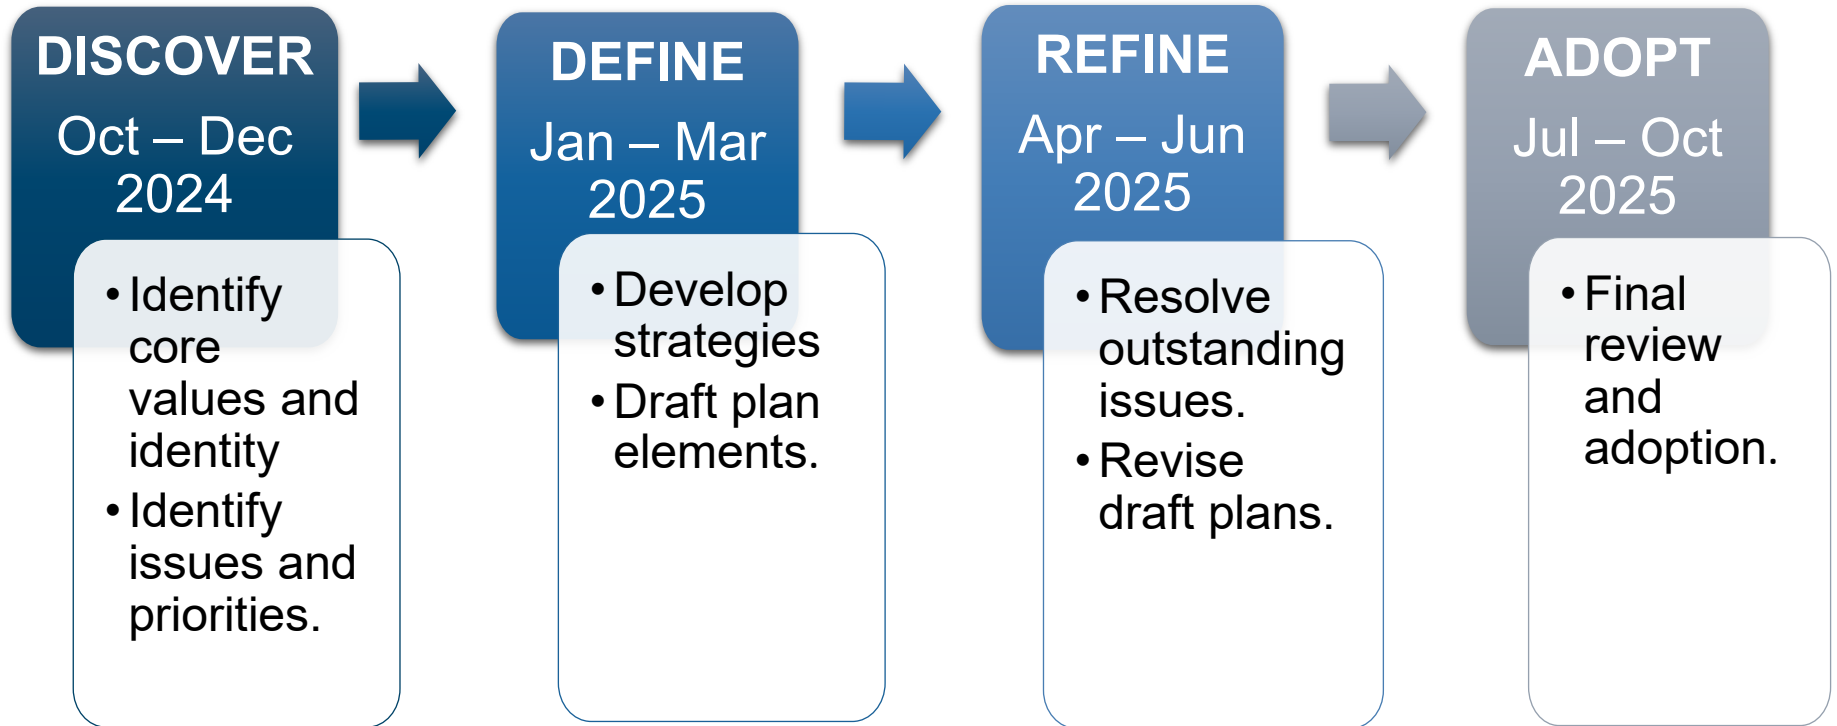 DISCOVER
Oct – Dec
2024
• Identify
core
values and
identity
• Identify
issues and
priorities.
DEFINE
Jan – Mar
2025
• Develop
strategies
• Draft plan
elements.
REFINE
Apr – Jun
2025
• Resolve
outstanding
issues.
• Revise
draft plans.
ADOPT
Jul – Oct
2025
• Final
review
and
adoption.